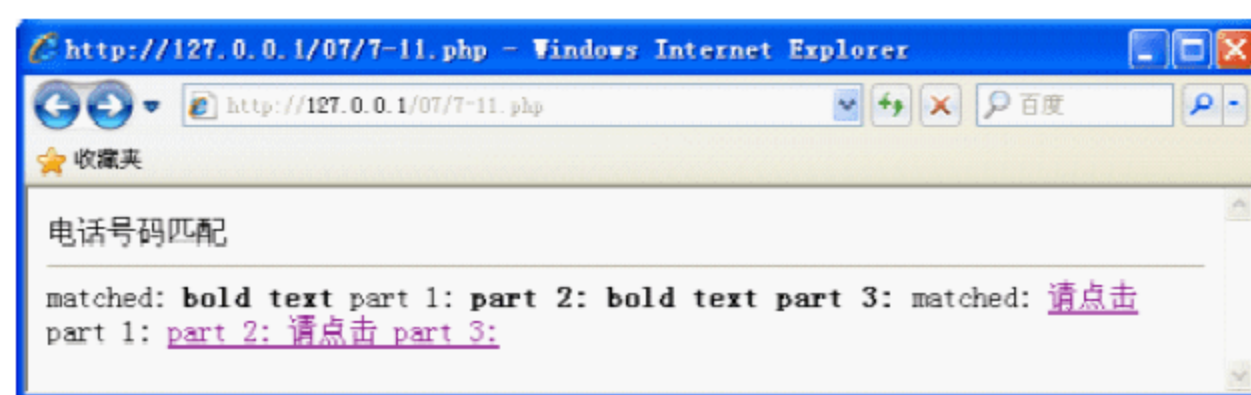 http://127.0.0.1/07/7-11.php - Windows Internet Explorer
http://127.0.0.1/07/7-11.php
百度
收藏夹
电话号码匹配
matched: bold text part 1: part 2: bold text part 3: matched: 请点击
part 1: part 2: 请点击 part 3: